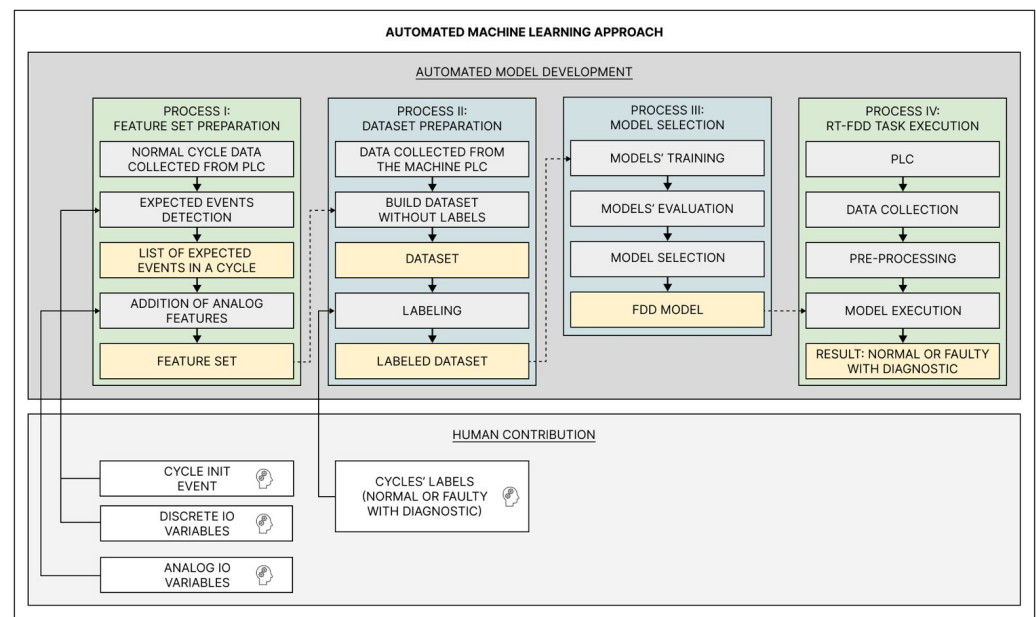 AUTOMATED MACHINE LEARNING APPROACH
AUTOMATED MODEL DEVELOPMENT
PROCESS I:
FEATURE SET PREPARATION
NORMAL CYCLE DATA
COLLECTED FROM PLC
EXPECTED EVENTS
DETECTION
LIST OF EXPECTED
EVENTS IN A CYCLE
ADDITION OF ANALOG
FEATURES
FEATURE SET
PROCESS II:
DATASET PREPARATION
DATA COLLECTED FROM
THE MACHINE PLC
BUILD DATASET
WITHOUT LABELS
DATASET
LABELING
LABELED DATASET
PROCESS III:
MODEL SELECTION
MODELS' TRAINING
MODELS' EVALUATION
MODEL SELECTION
FDD MODEL
PROCESS IV:
RT-FDD TASK EXECUTION
PLC
DATA COLLECTION
PRE-PROCESSING
MODEL EXECUTION
RESULT: NORMAL OR FAULTY
WITH DIAGNOSTIC
HUMAN CONTRIBUTION
CYCLE INIT
EVENT
DISCRETE IO
VARIABLES
ANALOG IO
VARIABLES
CYCLES' LABELS
(NORMAL OR FAULTY
WITH DIAGNOSTIC)